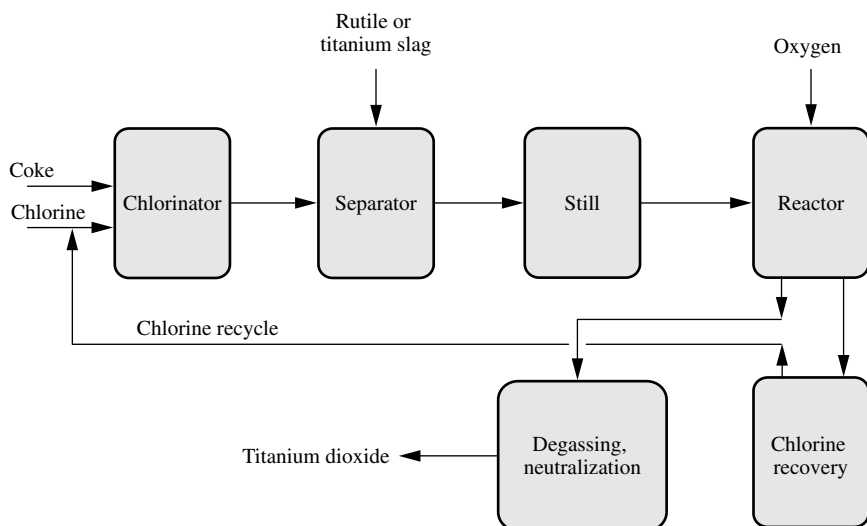 Rutile or
titanium slag
Oxygen
Coke
Chlorine
Chlorinator
Separator
Still
Reactor
Chlorine recycle
Titanium dioxide
Degassing,
neutralization
Chlorine
recovery